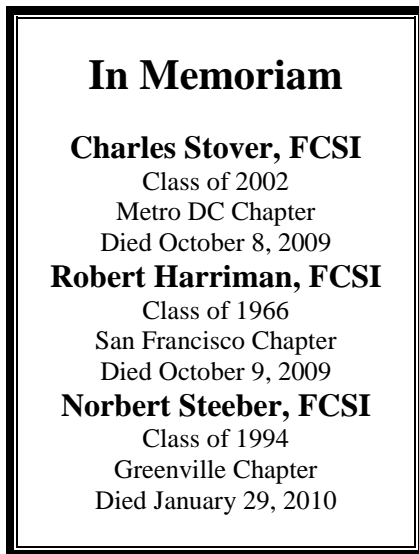 In Memoriam
Charles Stover, FCSI
Class of 2002
Metro DC Chapter
Died October 8, 2009
Robert Harriman, FCSI
Class of 1966
San Francisco Chapter
Died October 9, 2009
Norbert Steeber, FCSI
Class of 1994
Greenville Chapter
Died January 29, 2010